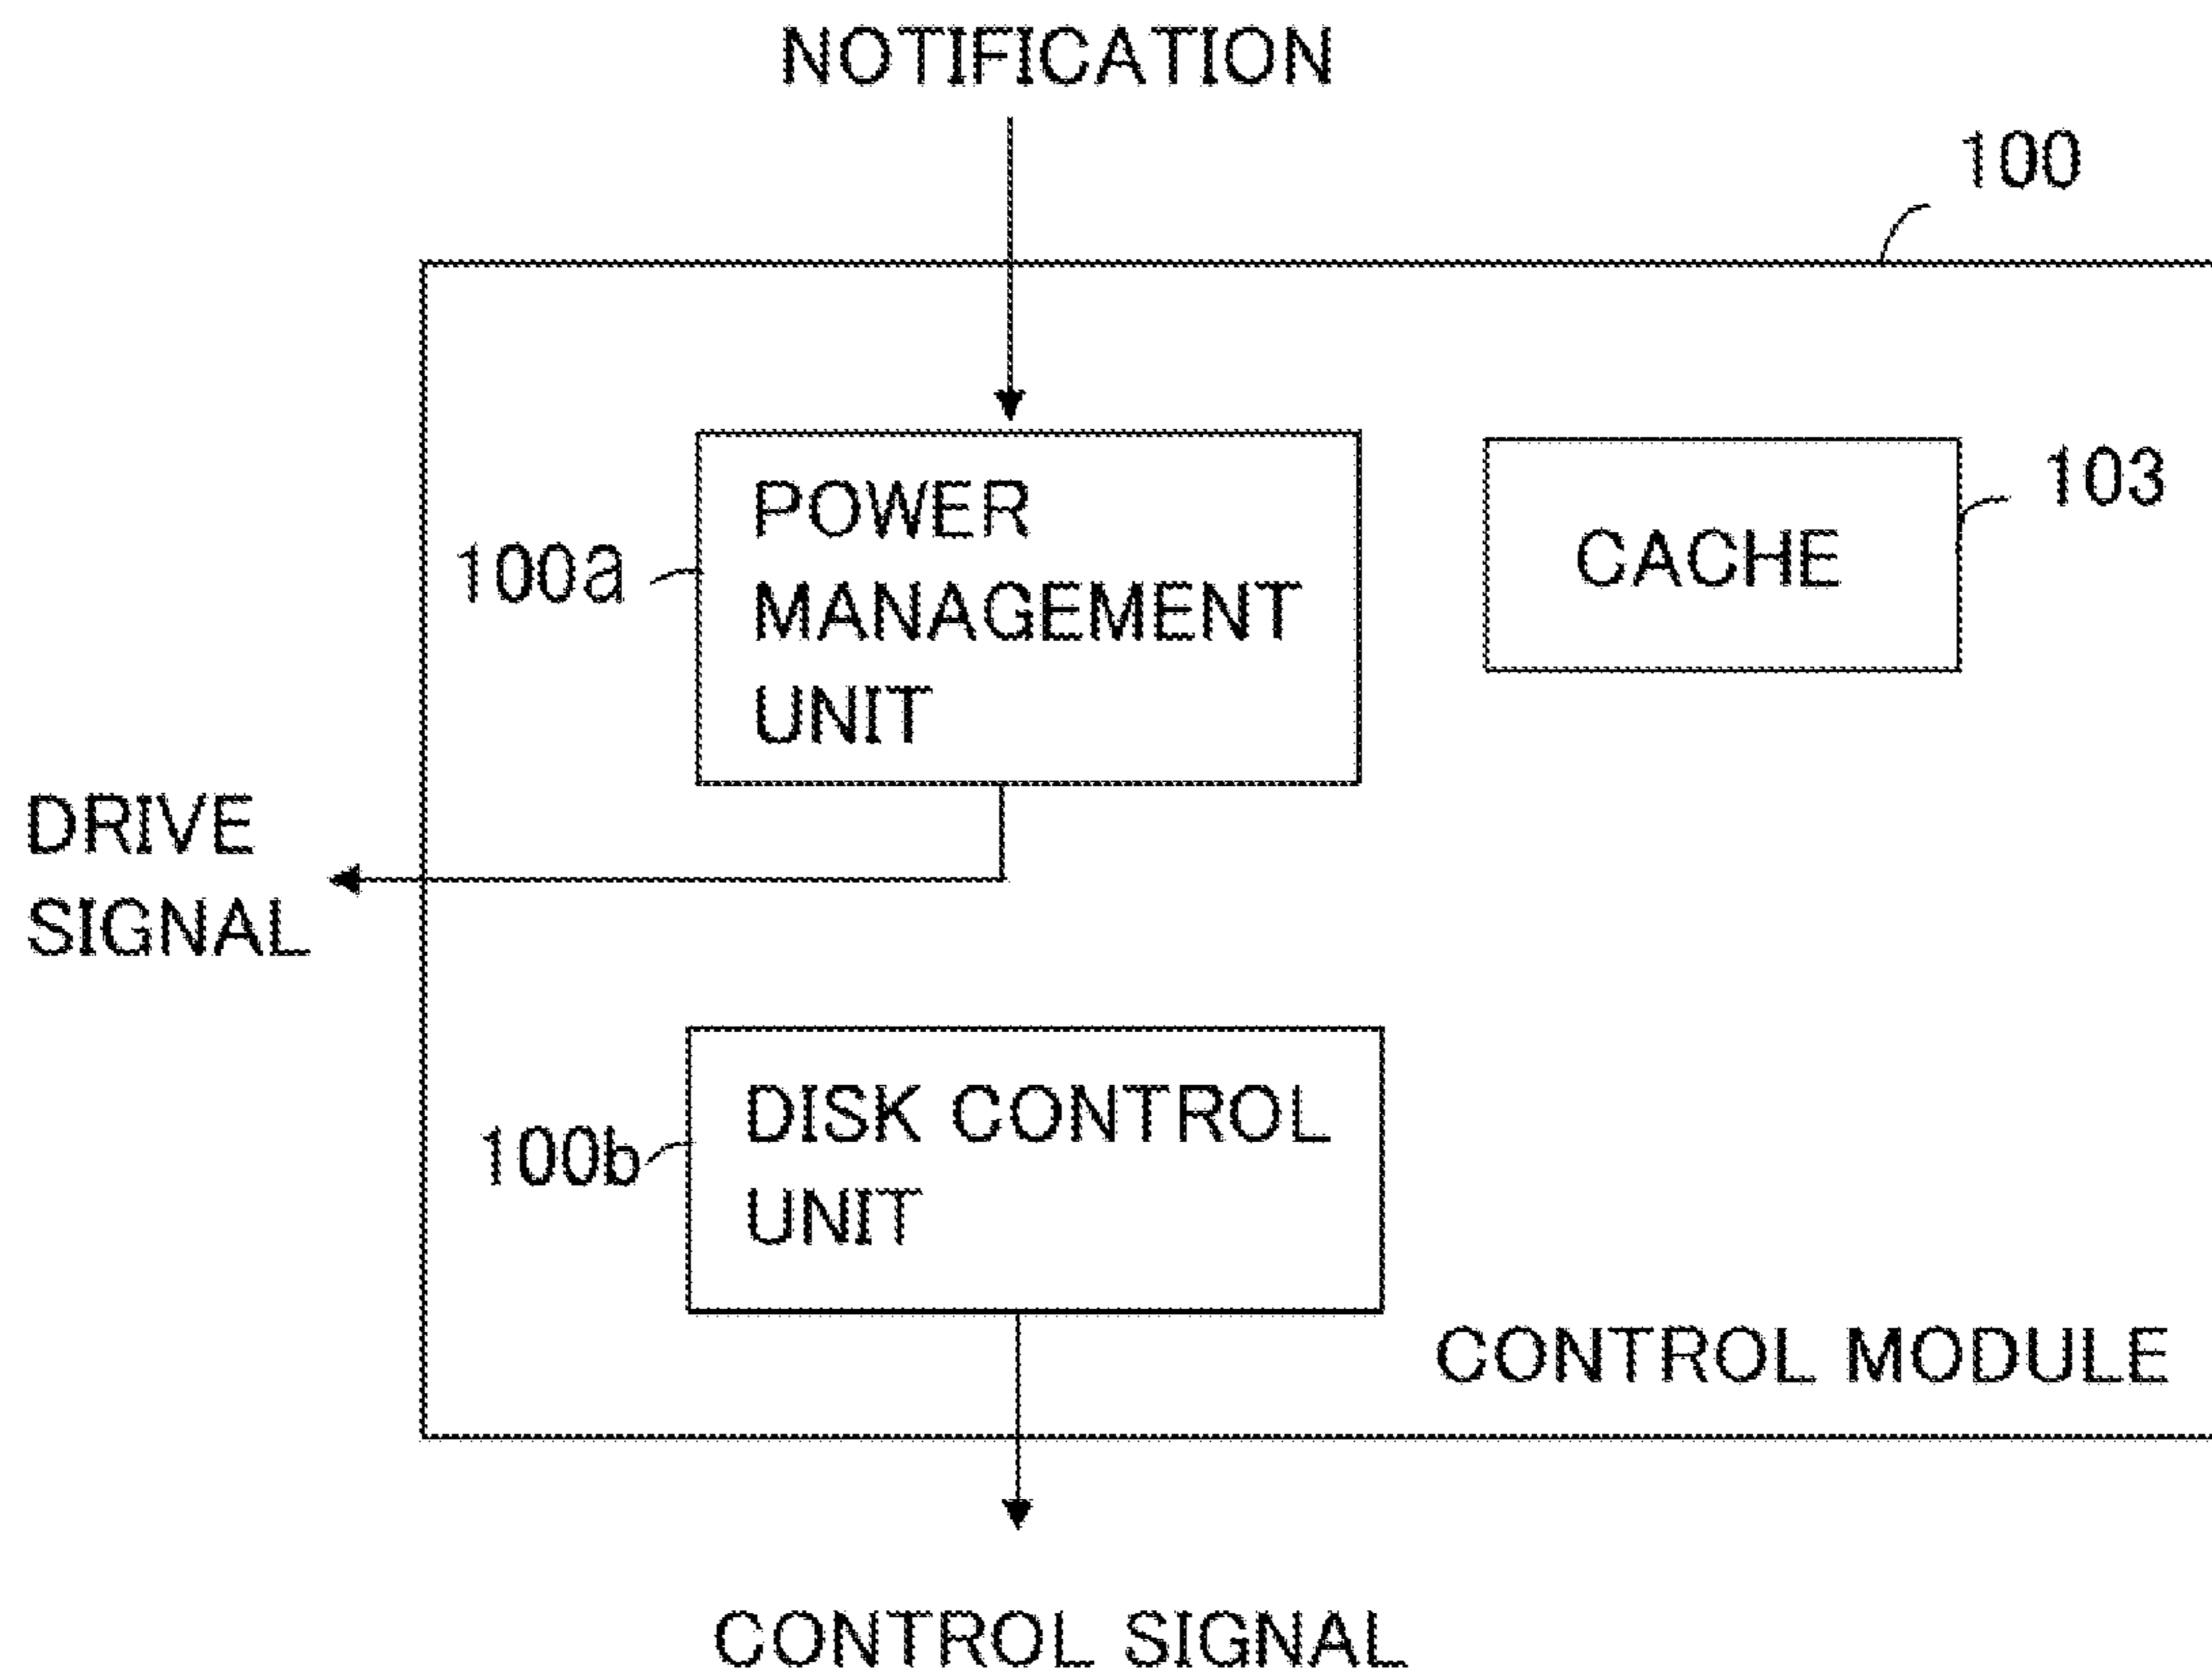 NOTIFICATION
100
POWER
MANAGEMENT
UNIT
100a
CACHE
103
DRIVE
SIGNAL
DISK CONTROL
UNIT
100b
CONTROL MODULE
CONTROL SIGNAL